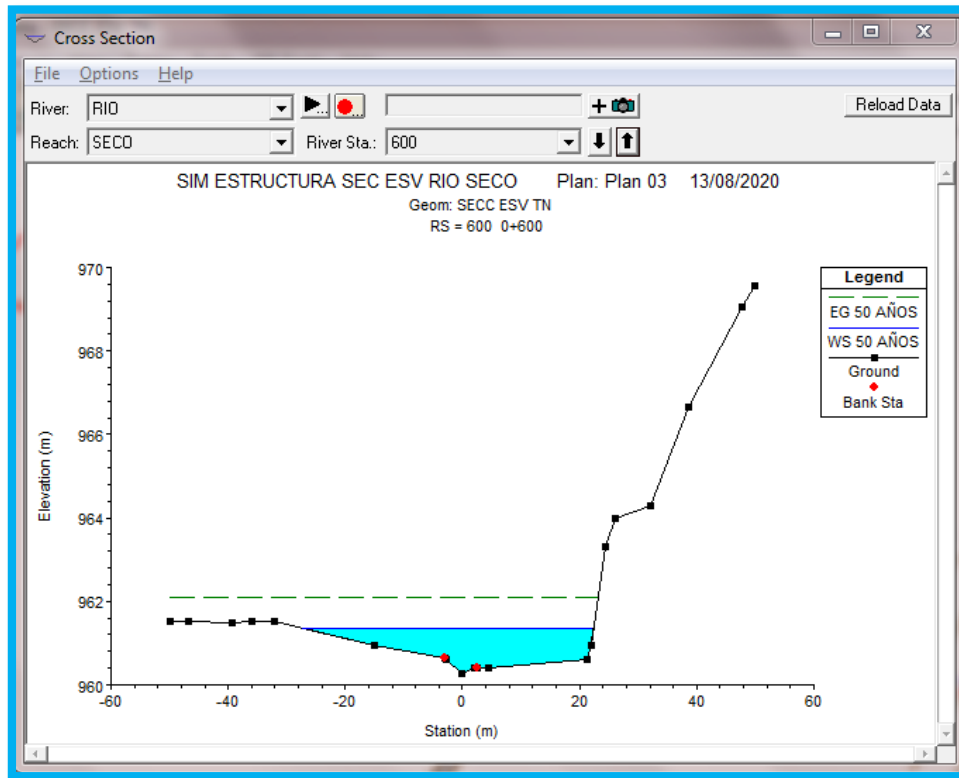 Cross Section
File Options Help
River: RIO
Reload Data
Reach: SECO River Sta.: 600
SIM ESTRUCTURA SEC ESV RIO SECO Plan: Plan 03 13/08/2020
Geom: SECC ESV TN
RS = 600 0+600
970
968
966
964
962
960
-60 -40 -20 0 20 40 60
Elevation (m)
Station (m)
Legend
EG 50 AÑOS
WS 50 AÑOS
Ground
Bank Sta